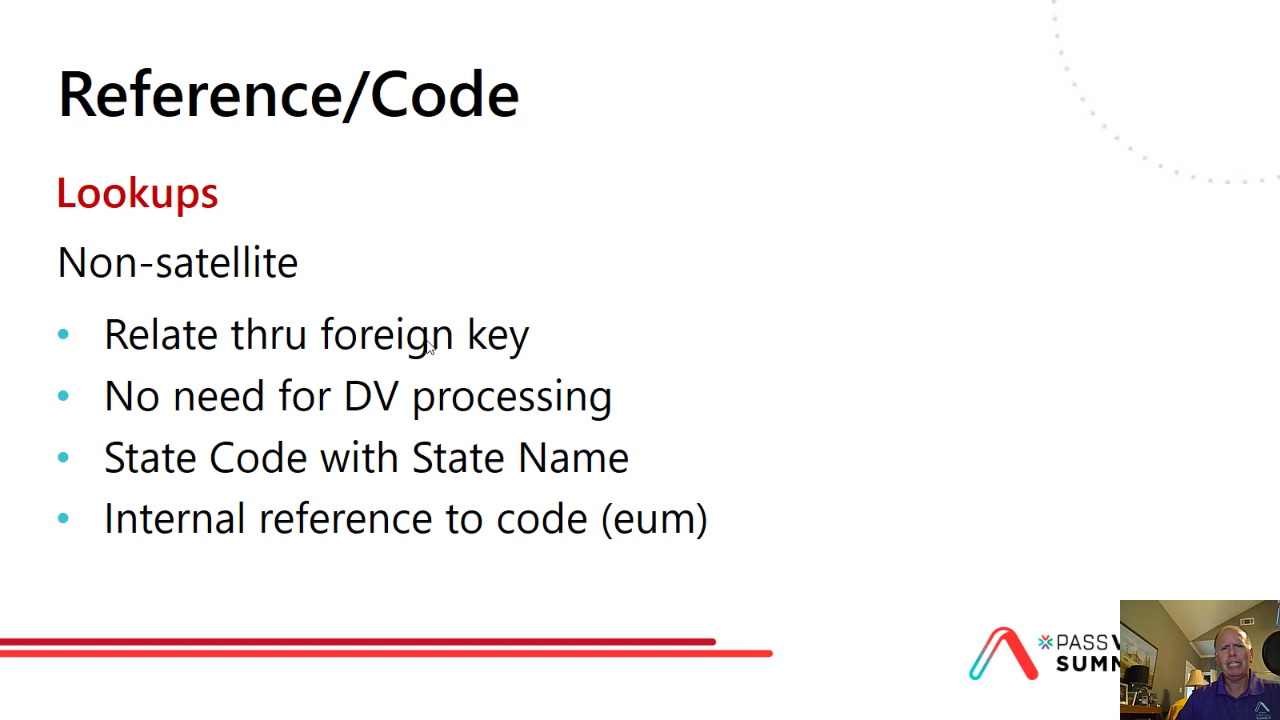 Reference/Code
Lookups
Non-satellite
• Relate thru foreign key
• No need for DV processing
• State Code with State Name
• Internal reference to code (eum)
PASS
SUMM